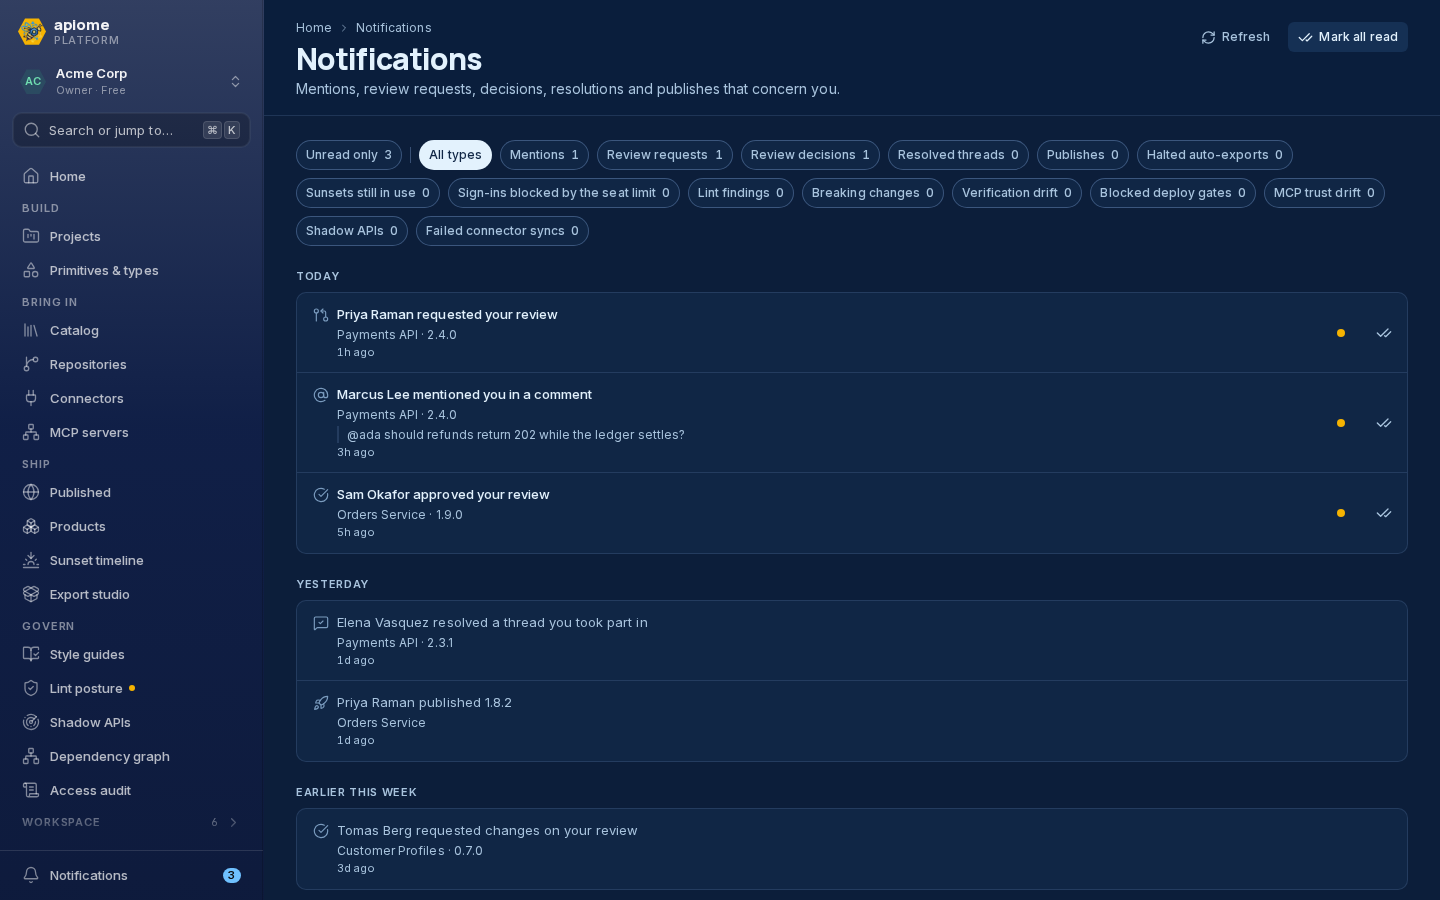 apiome
PLATFORM
AC
Acme Corp
Owner · Free
Search or jump to...
⌘ K
Home
BUILD
Projects
Primitives & types
BRING IN
Catalog
Repositories
Connectors
MCP servers
SHIP
Published
Products
Sunset timeline
Export studio
GOVERN
Style guides
Lint posture
Shadow APIs
Dependency graph
Access audit
WORKSPACE 6
Notifications 3
Home > Notifications
Notifications
Mentions, review requests, decisions, resolutions and publishes that concern you.
Refresh
Mark all read
Unread only 3 All types Mentions 1 Review requests 1 Review decisions 1 Resolved threads 0 Publishes 0 Halted auto-exports 0
Sunsets still in use 0 Sign-ins blocked by the seat limit 0 Lint findings 0 Breaking changes 0 Verification drift 0 Blocked deploy gates 0 MCP trust drift 0
Shadow APIs 0 Failed connector syncs 0
TODAY
Priya Raman requested your review
Payments API · 2.4.0
1h ago
Marcus Lee mentioned you in a comment
Payments API · 2.4.0
@ada should refunds return 202 while the ledger settles?
3h ago
Sam Okafor approved your review
Orders Service · 1.9.0
5h ago
YESTERDAY
Elena Vasquez resolved a thread you took part in
Payments API · 2.3.1
1d ago
Priya Raman published 1.8.2
Orders Service
1d ago
EARLIER THIS WEEK
Tomas Berg requested changes on your review
Customer Profiles · 0.7.0
3d ago